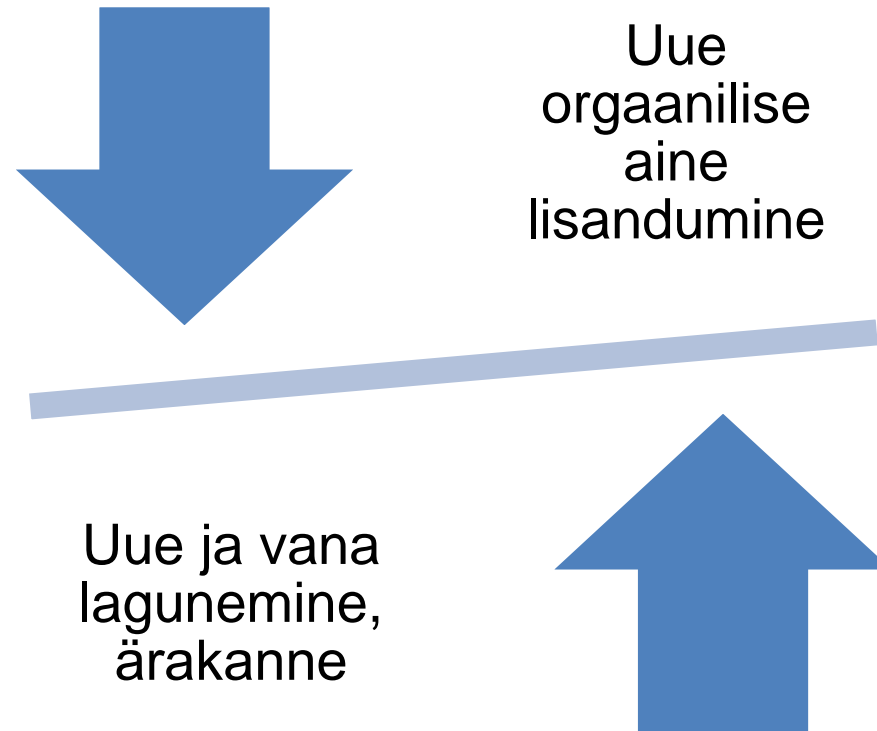 Uue
orgaanilise
aine
lisandumine
Uue ja vana
lagunemine,
ärakanne